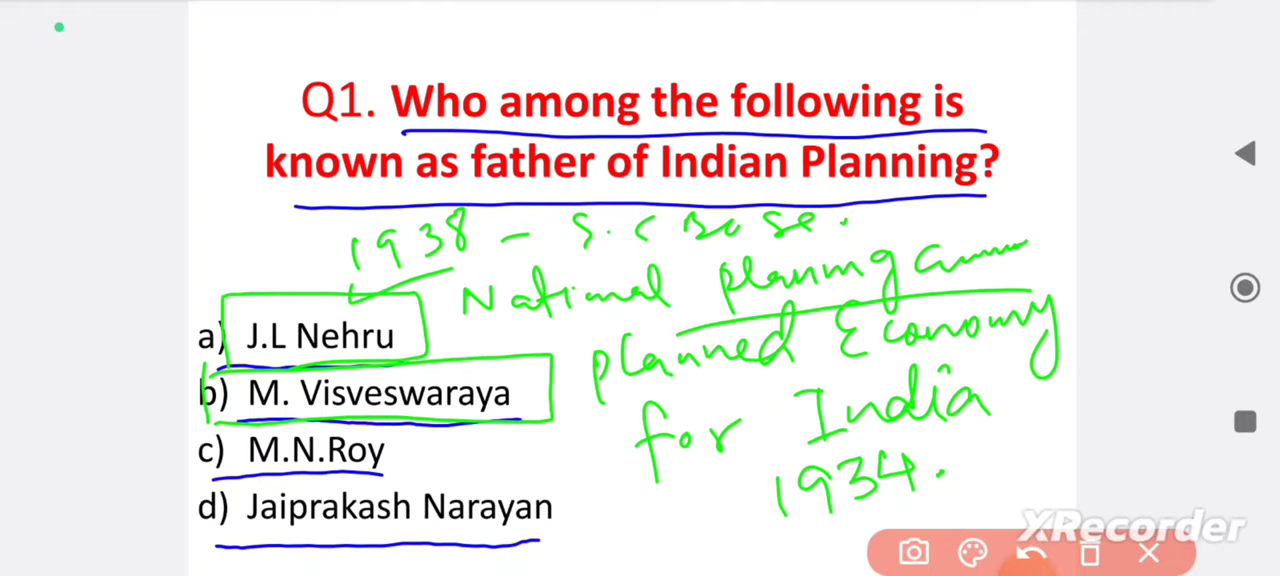 Q1. Who among the following is
known as father of Indian Planning?
1938 - S.C Bose.
National planning
a) J.L Nehru
planned Economy
b) M. Visveswaraya
for India
c) M.N.Roy
1934.
d) Jaiprakash Narayan
XRecorder